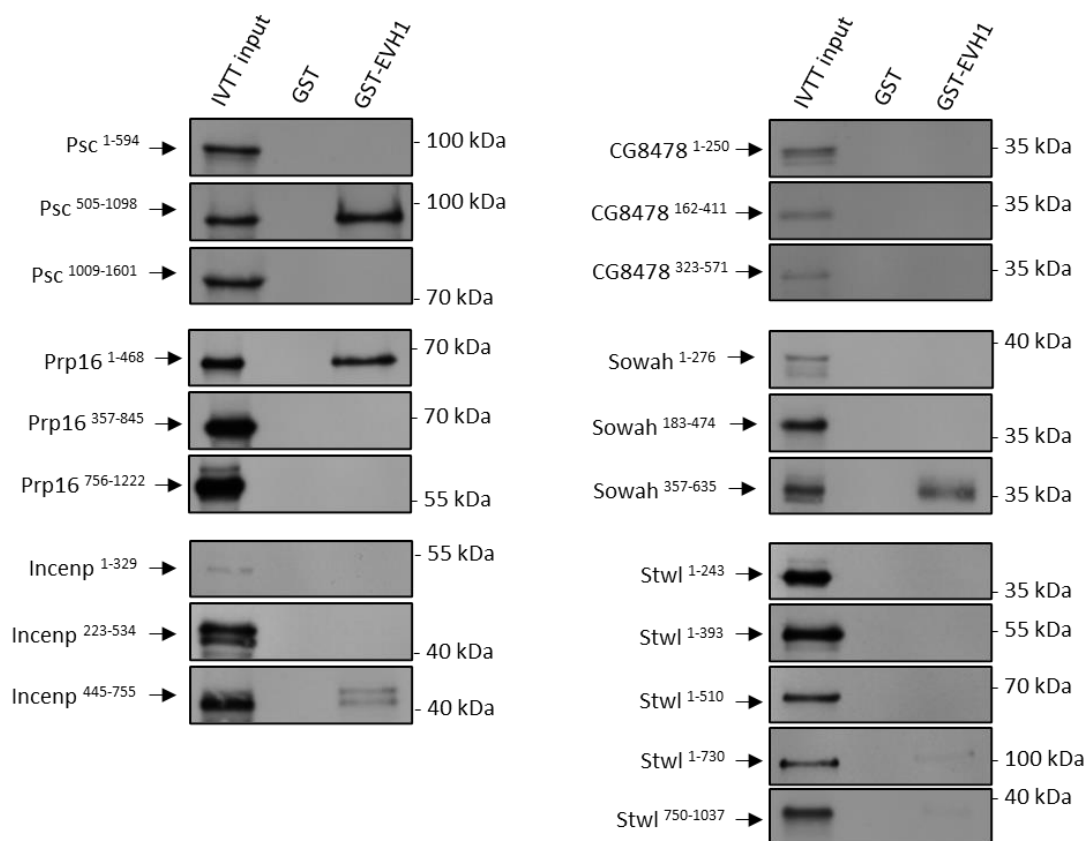 IVTT input
GST
GST-EVH1
Psc 1-594
- 100 kDa
Psc 505-1098
- 100 kDa
Psc 1009-1601
- 70 kDa
Prp16 1-468
- 70 kDa
Prp16 357-845
- 70 kDa
Prp16 756-1222
- 55 kDa
Incenp 1-329
- 55 kDa
Incenp 223-534
- 40 kDa
Incenp 445-755
- 40 kDa
IVTT input
GST
GST-EVH1
CG8478 1-250
- 35 kDa
CG8478 162-411
- 35 kDa
CG8478 323-571
- 35 kDa
Sowah 1-276
- 40 kDa
Sowah 183-474
- 35 kDa
Sowah 357-635
- 35 kDa
Stwl 1-243
- 35 kDa
Stwl 1-393
- 55 kDa
Stwl 1-510
- 70 kDa
Stwl 1-730
- 100 kDa
Stwl 750-1037
- 40 kDa